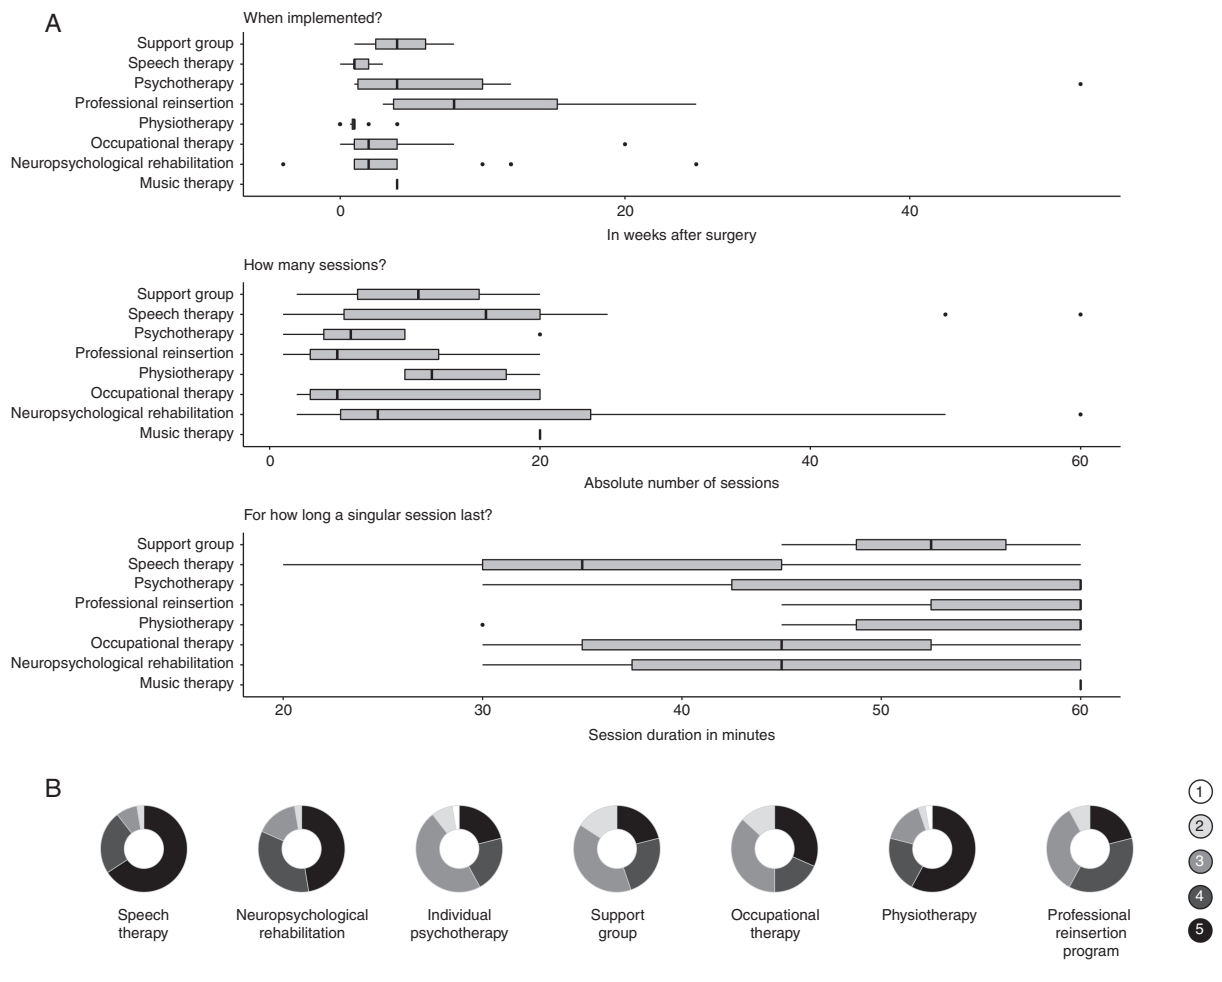 A
When implemented?
Support group
Speech therapy
Psychotherapy
Professional reinsertion
Physiotherapy
Occupational therapy
Neuropsychological rehabilitation
Music therapy
0 20 40
In weeks after surgery
How many sessions?
Support group
Speech therapy
Psychotherapy
Professional reinsertion
Physiotherapy
Occupational therapy
Neuropsychological rehabilitation
Music therapy
0 20 40 60
Absolute number of sessions
For how long a singular session last?
Support group
Speech therapy
Psychotherapy
Professional reinsertion
Physiotherapy
Occupational therapy
Neuropsychological rehabilitation
Music therapy
20 30 40 50 60
Session duration in minutes
B
Speech
therapy
Neuropsychological
rehabilitation
Individual
psychotherapy
Support
group
Occupational
therapy
Physiotherapy
Professional
reinsertion
program
1
2
3
4
5